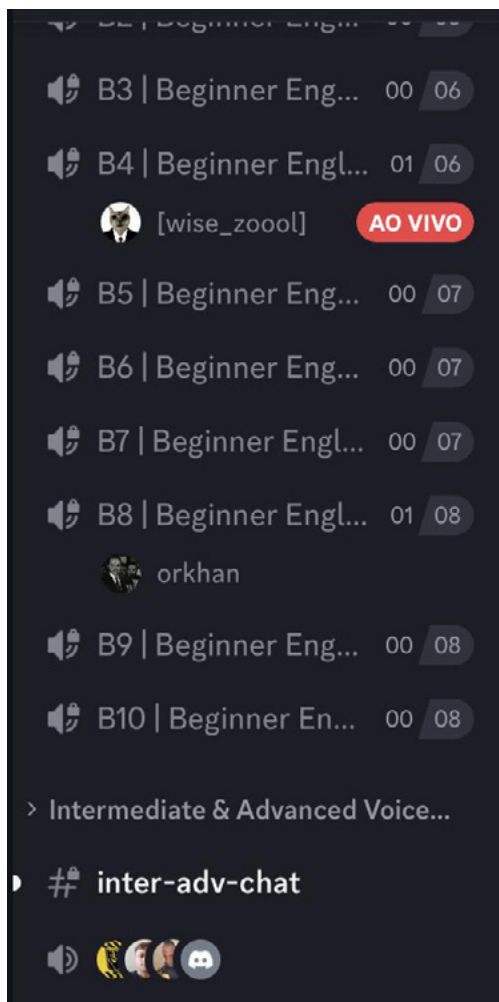 B3 | Beginner Eng... 00 06
B4 | Beginner Engl... 01 06
[wise_zoool] AO VIVO
B5 | Beginner Eng... 00 07
B6 | Beginner Eng... 00 07
B7 | Beginner Engl... 00 07
B8 | Beginner Engl... 01 08
orkhan
B9 | Beginner Eng... 00 08
B10 | Beginner En... 00 08
Intermediate & Advanced Voice...
inter-adv-chat